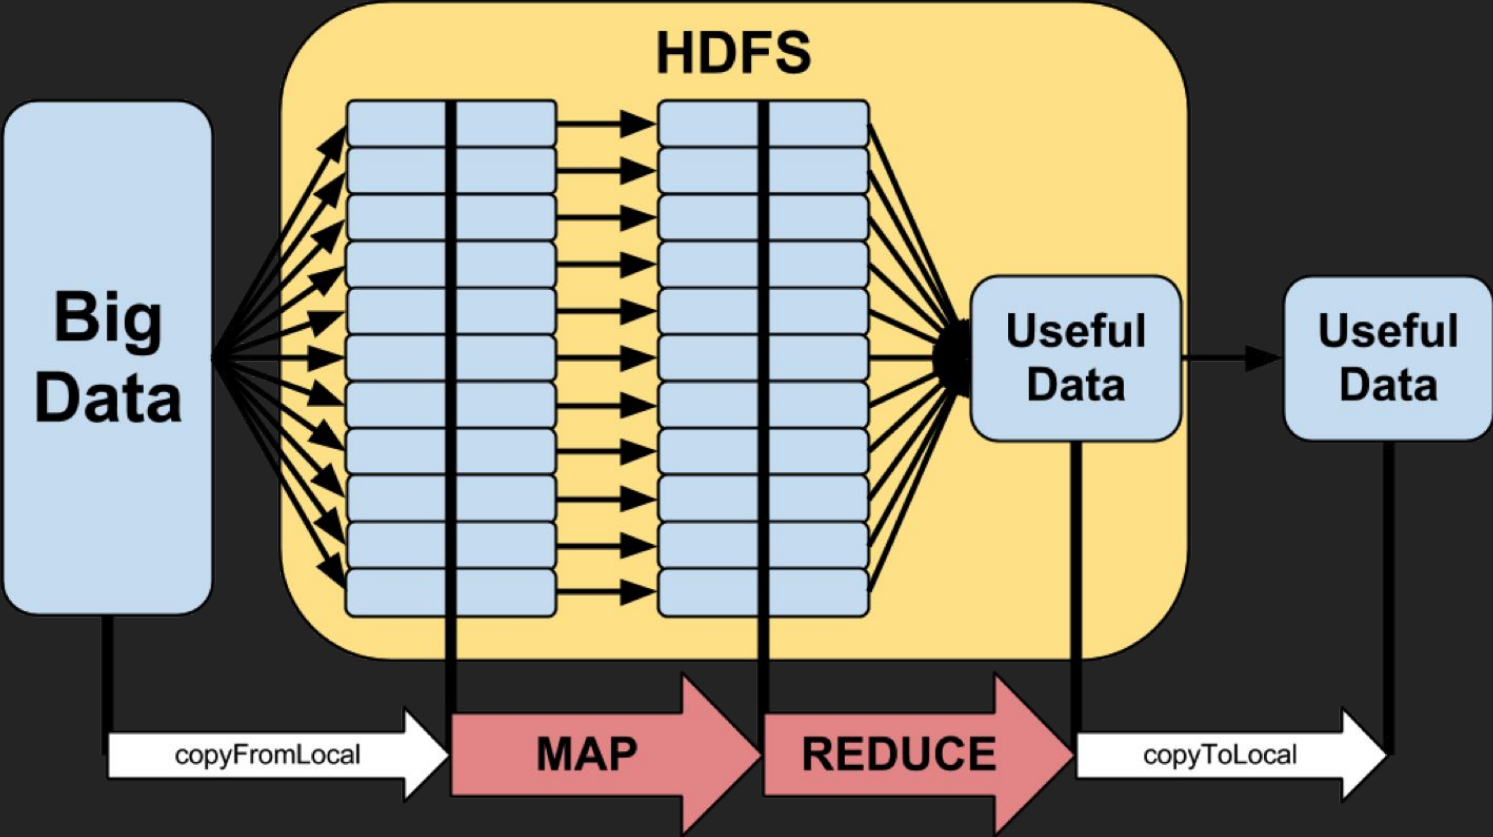 HDFS
Big
Data
Useful
Data
Useful
Data
copyFromLocal
MAP
REDUCE
copyToLocal